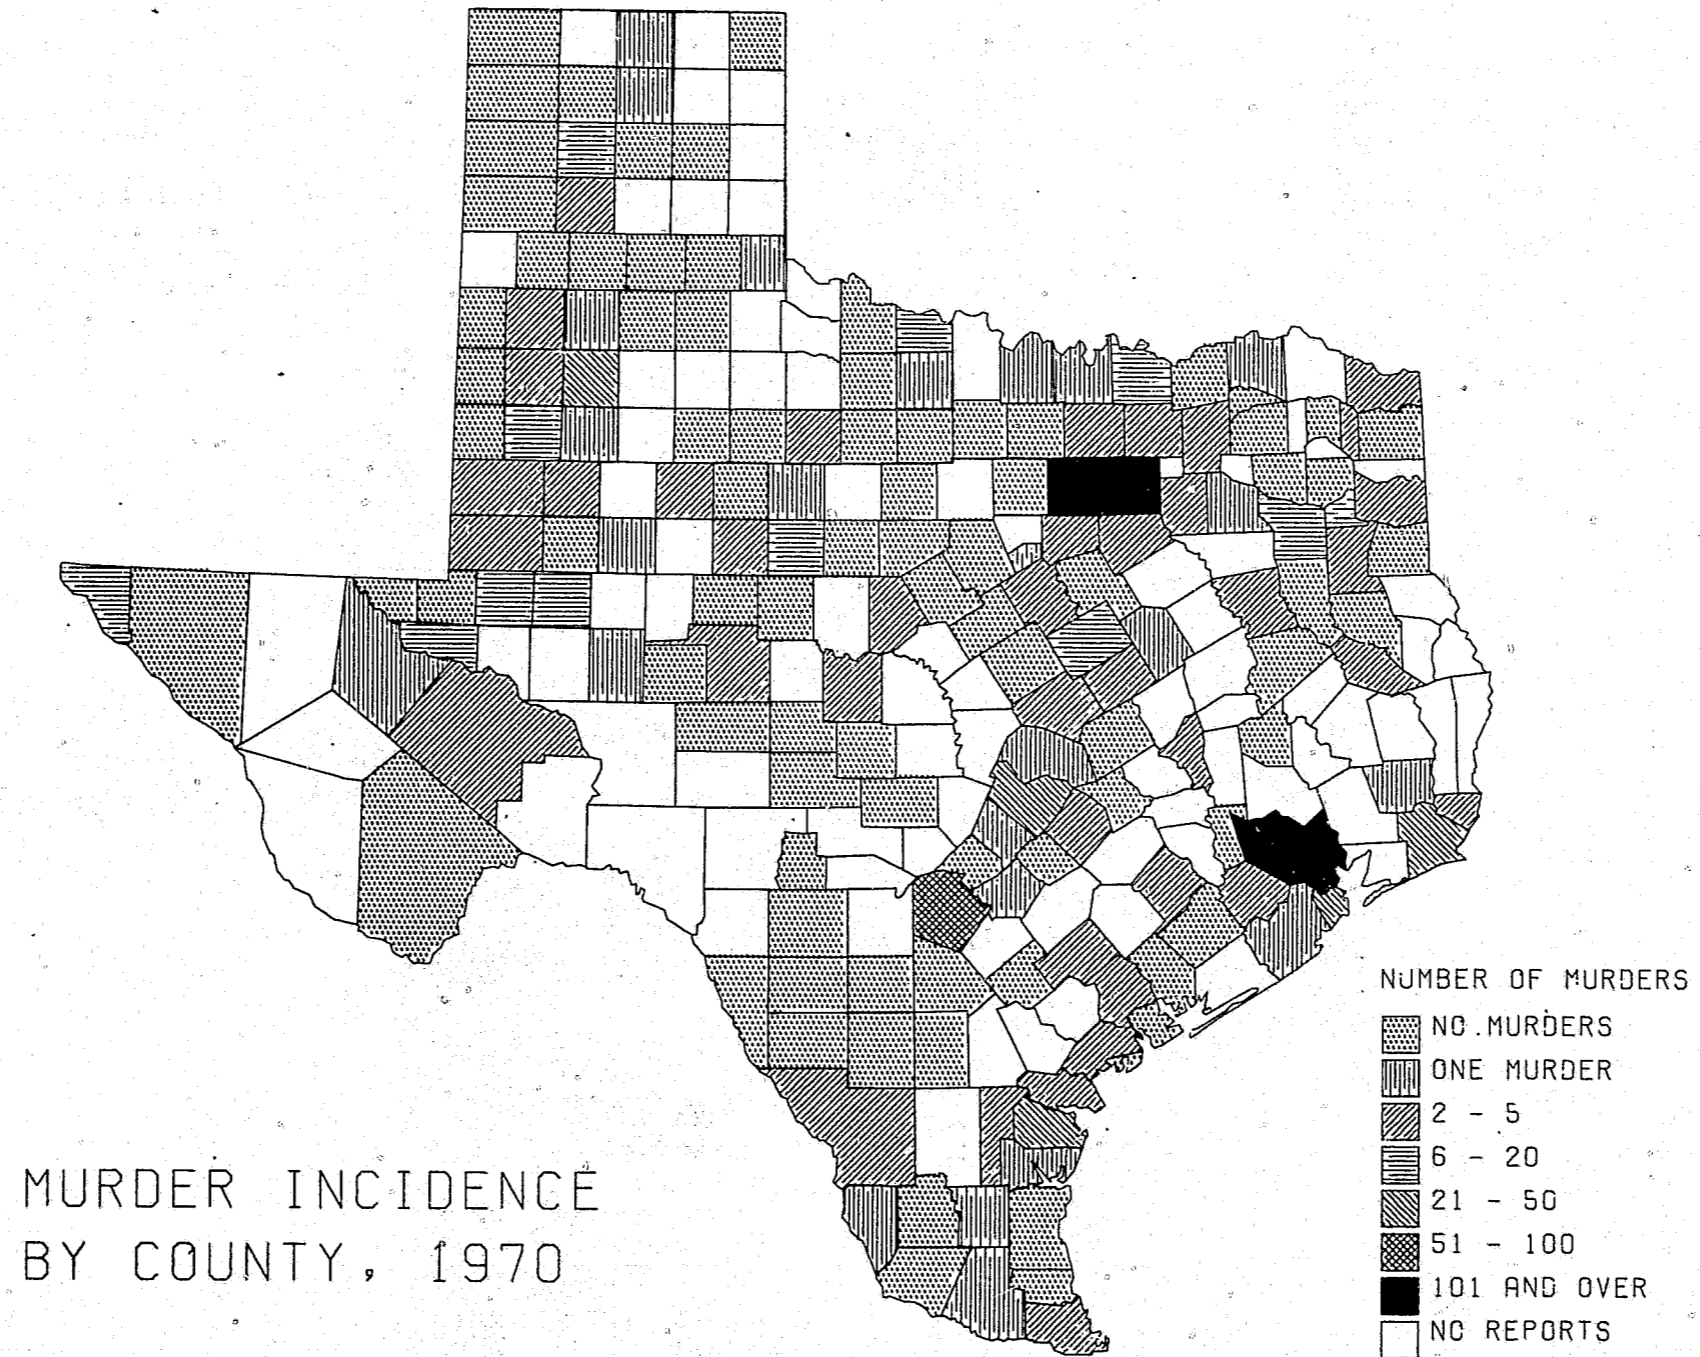 NUMBER OF MURDERS
NO MURDERS
ONE MURDER
2 - 5
6 - 20
21 - 50
51 - 100
101 AND OVER
NO REPORTS
MURDER INCIDENCE
BY COUNTY, 1970